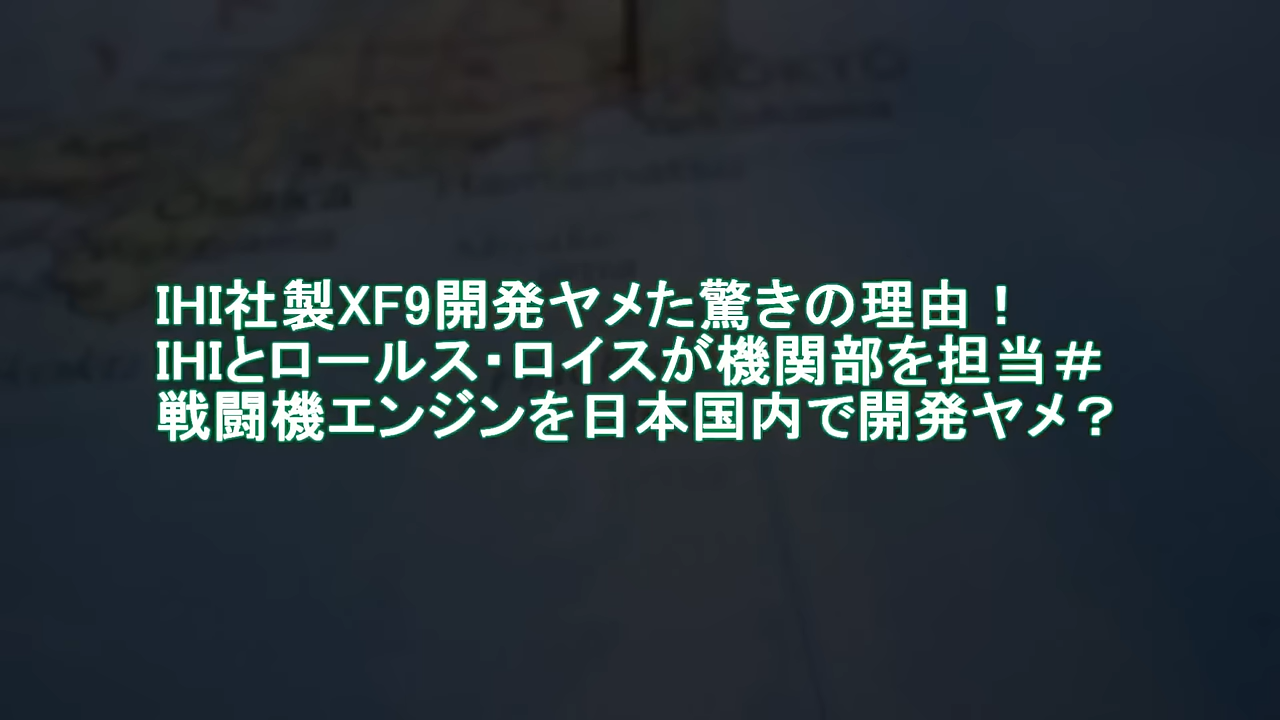 IHI社製XF9開発ヤメた驚きの理由！
IHIとロールス・ロイスが機関部を担当＃
戦闘機エンジンを日本国内で開発ヤメ？